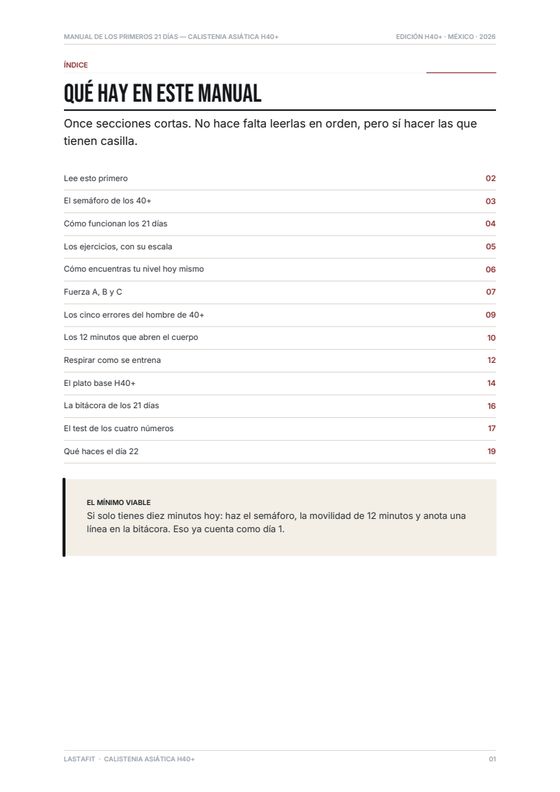 MANUAL DE LOS PRIMEROS 21 DÍAS — CALISTENIA ASIÁTICA H40+ EDICIÓN H40+ · MÉXICO · 2026
ÍNDICE
QUÉ HAY EN ESTE MANUAL
Once secciones cortas. No hace falta leerlas en orden, pero sí hacer las que
tienen casilla.
Lee esto primero 02
El semáforo de los 40+ 03
Cómo funcionan los 21 días 04
Los ejercicios, con su escala 05
Cómo encuentras tu nivel hoy mismo 06
Fuerza A, B y C 07
Los cinco errores del hombre de 40+ 09
Los 12 minutos que abren el cuerpo 10
Respirar como se entrena 12
El plato base H40+ 14
La bitácora de los 21 días 16
El test de los cuatro números 17
Qué haces el día 22 19
EL MÍNIMO VIABLE
Si solo tienes diez minutos hoy: haz el semáforo, la movilidad de 12 minutos y anota una
línea en la bitácora. Eso ya cuenta como día 1.
LASTAFIT · CALISTENIA ASIÁTICA H40+ 01